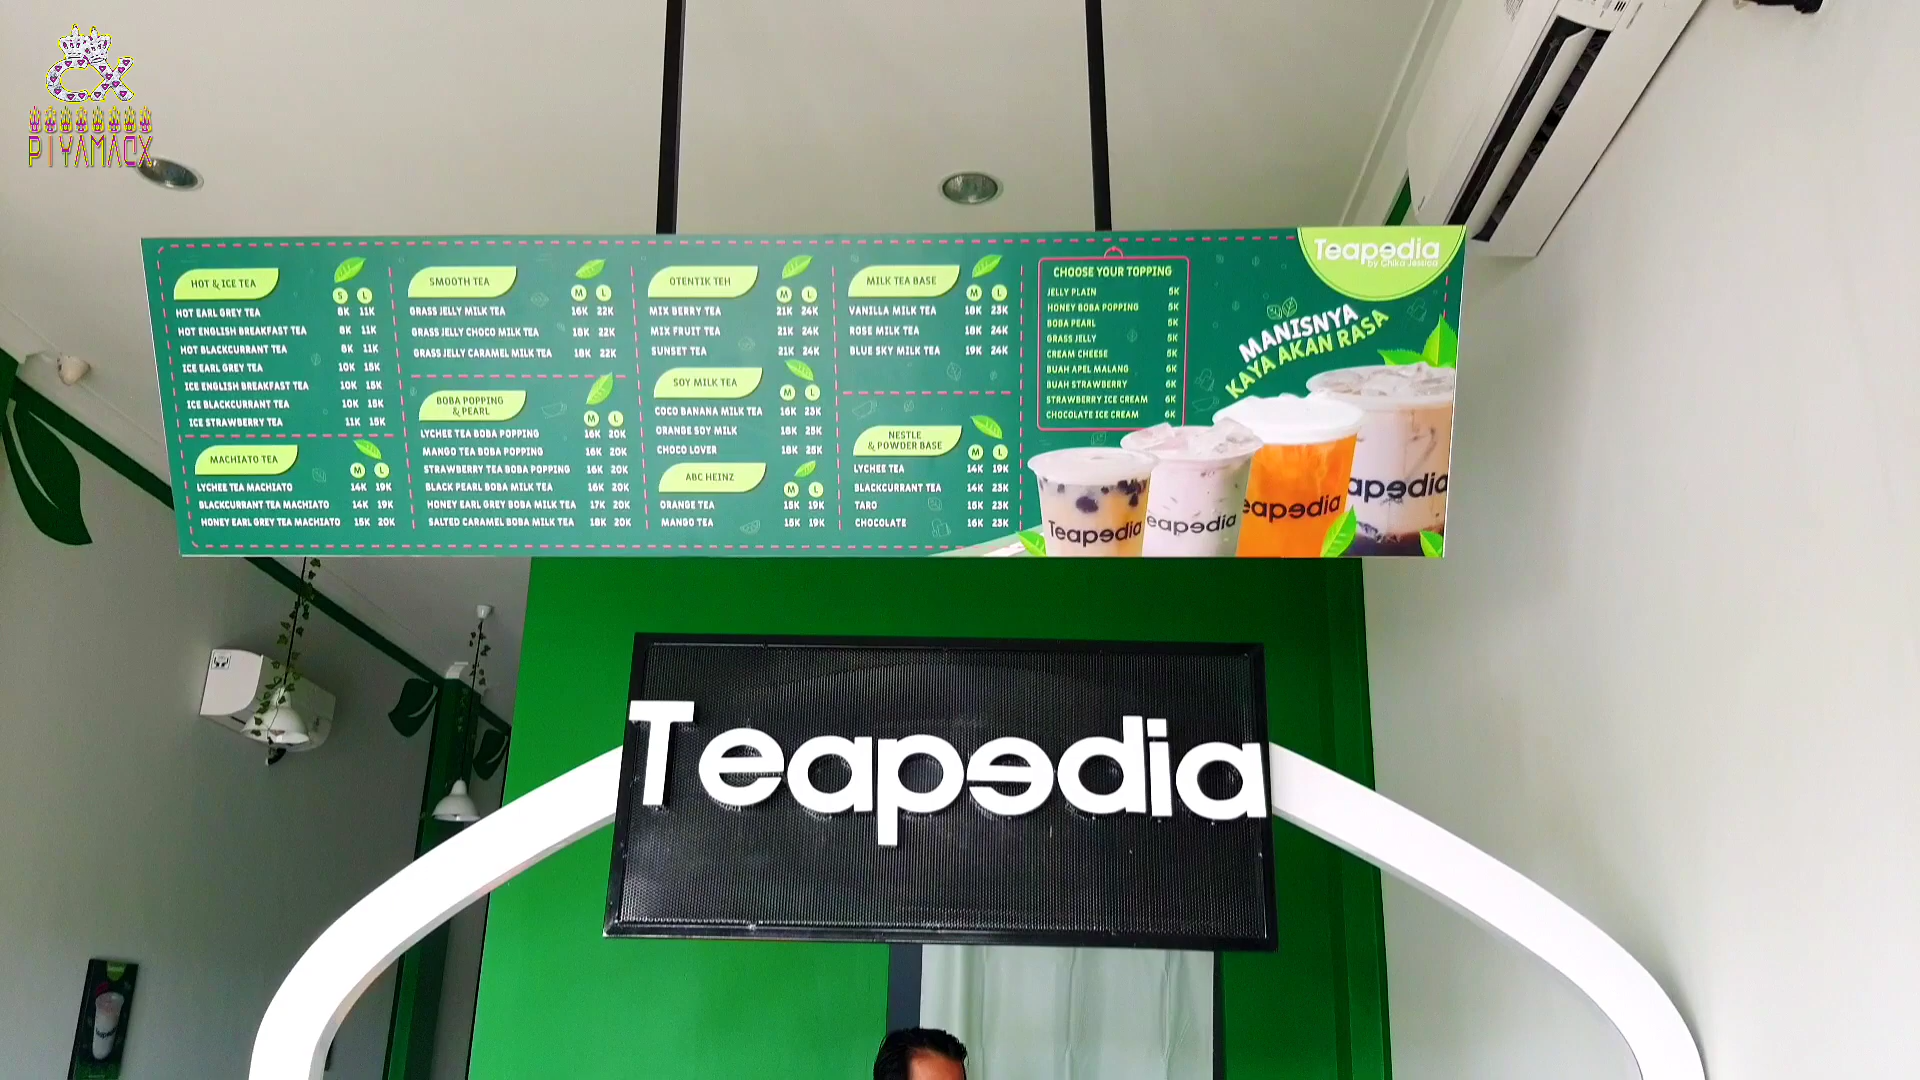 CX
PIYAMACX
HOT & ICE TEA
S L
HOT EARL GREY TEA 8K 11K
HOT ENGLISH BREAKFAST TEA 8K 11K
HOT BLACKCURRANT TEA 8K 11K
ICE EARL GREY TEA 10K 15K
ICE ENGLISH BREAKFAST TEA 10K 15K
ICE BLACKCURRANT TEA 10K 15K
ICE STRAWBERRY TEA 11K 15K
MACHIATO TEA
M L
LYCHEE TEA MACHIATO 14K 19K
BLACKCURRANT TEA MACHIATO 14K 19K
HONEY EARL GREY TEA MACHIATO 15K 20K
SMOOTH TEA
M L
GRASS JELLY MILK TEA 16K 22K
GRASS JELLY CHOCO MILK TEA 18K 22K
GRASS JELLY CARAMEL MILK TEA 18K 22K
BOBA POPPING
& PEARL
M L
LYCHEE TEA BOBA POPPING 16K 20K
MANGO TEA BOBA POPPING 16K 20K
STRAWBERRY TEA BOBA POPPING 16K 20K
BLACK PEARL BOBA MILK TEA 16K 20K
HONEY EARL GREY BOBA MILK TEA 17K 20K
SALTED CARAMEL BOBA MILK TEA 18K 20K
OTENTIK TEH
M L
MIX BERRY TEA 21K 24K
MIX FRUIT TEA 21K 24K
SUNSET TEA 21K 24K
SOY MILK TEA
M L
COCO BANANA MILK TEA 16K 23K
ORANGE SOY MILK 18K 25K
CHOCO LOVER 18K 25K
ABC HEINZ
M L
ORANGE TEA 15K 19K
MANGO TEA 15K 19K
MILK TEA BASE
M L
VANILLA MILK TEA 18K 23K
ROSE MILK TEA 18K 24K
BLUE SKY MILK TEA 19K 24K
NESTLE
& POWDER BASE
M L
LYCHEE TEA 14K 19K
BLACKCURRANT TEA 14K 23K
TARO 15K 23K
CHOCOLATE 16K 23K
CHOOSE YOUR TOPPING
JELLY PLAIN 5K
HONEY BOBA POPPING 5K
BOBA PEARL 5K
GRASS JELLY 5K
CREAM CHEESE 5K
BUAH APEL MALANG 6K
BUAH STRAWBERRY 6K
STRAWBERRY ICE CREAM 6K
CHOCOLATE ICE CREAM 6K
Teapedia
by Chika Jessica
MANISNYA
KAYA AKAN RASA
Teapedia
eapedia
eapedia
apedia
Teapedia